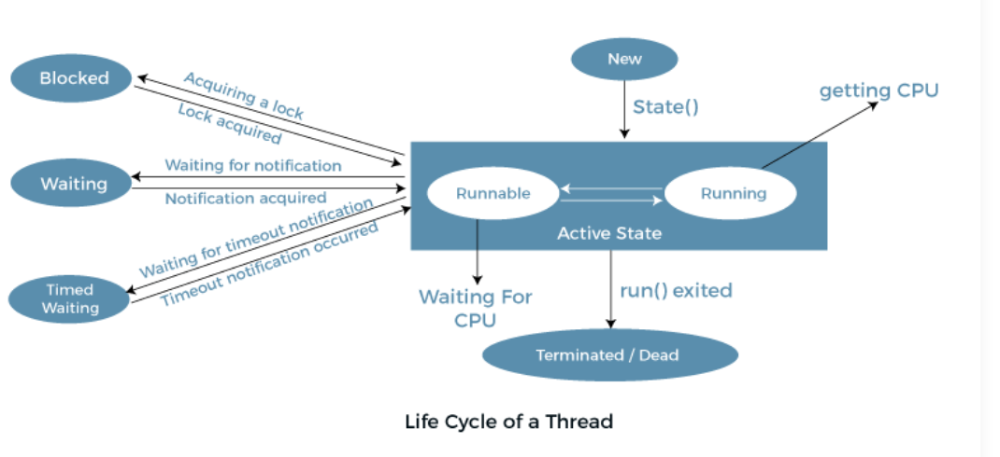 New
State()
getting CPU
Blocked
Acquiring a lock
Lock acquired
Waiting
Waiting for notification
Notification acquired
Waiting for timeout notification
Timeout notification occurred
Timed
Waiting
Runnable
Running
Active State
Waiting For
CPU
run() exited
Terminated / Dead
Life Cycle of a Thread